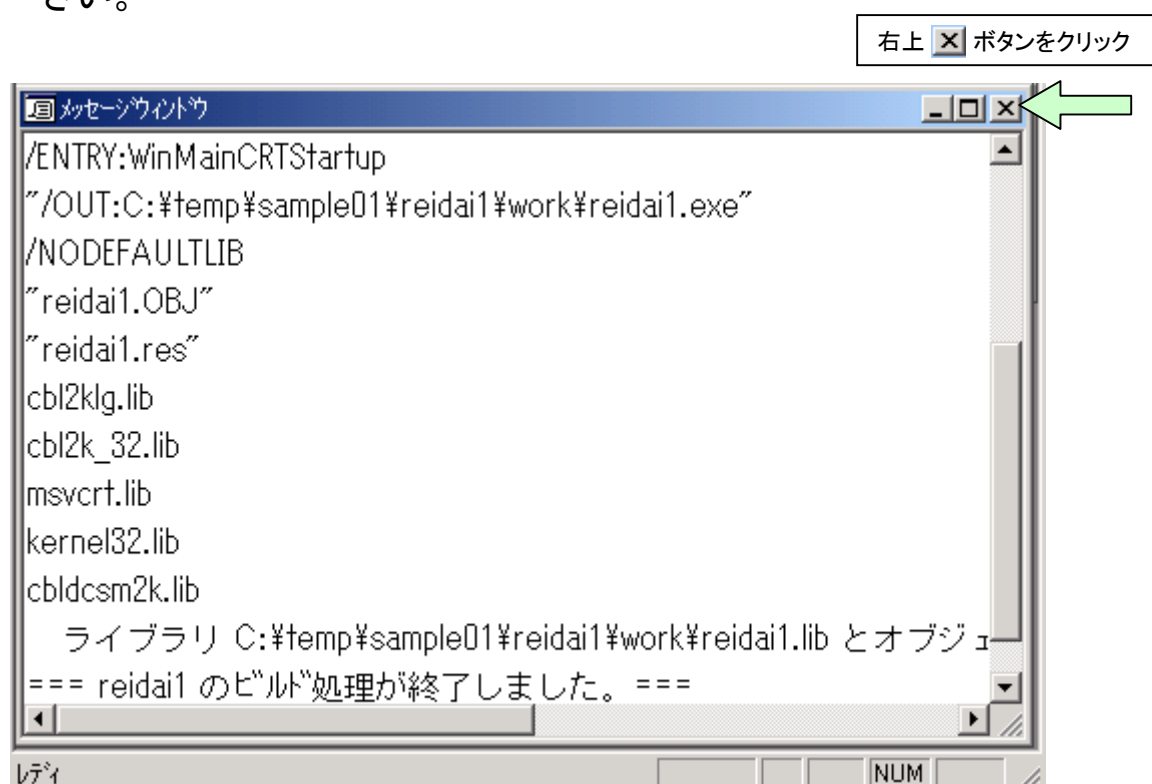 さい。
右上 × ボタンをクリック
メッセージウィンドウ
/ENTRY:WinMainCRTStartup
"/OUT:C:¥temp¥sample01¥reidai1¥work¥reidai1.exe"
/NODEFAULTLIB
"reidai1.OBJ"
"reidai1.res"
cbl2klg.lib
cbl2k_32.lib
msvcrt.lib
kernel32.lib
cbldcsm2k.lib
ライブラリ C:¥temp¥sample01¥reidai1¥work¥reidai1.lib とオブジェ
=== reidai1 のビルド処理が終了しました。===
レディ
NUM